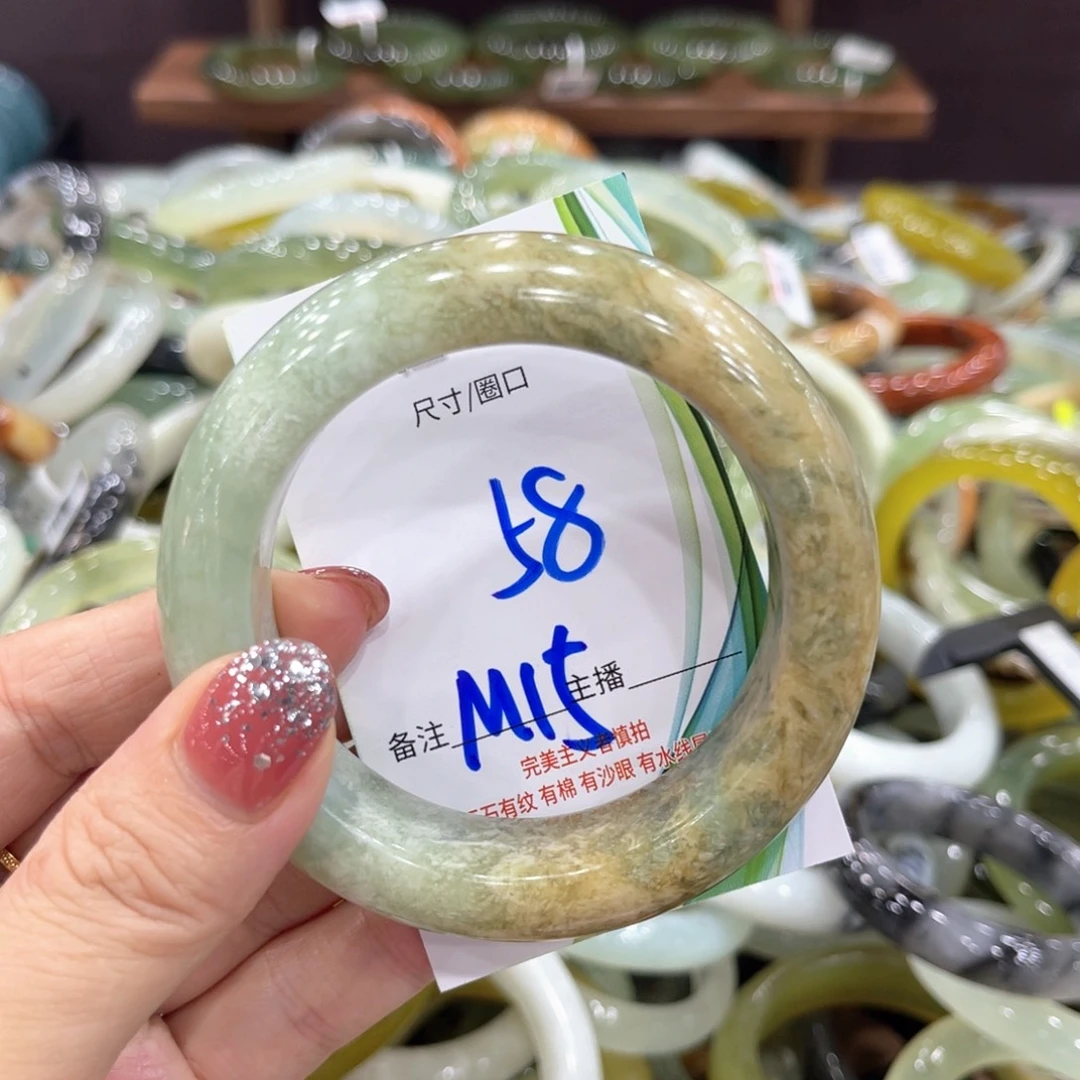 尺寸/圈口
58
M15
主播
备注
完美主义者慎拍
石有纹 有棉 有沙眼 有水线